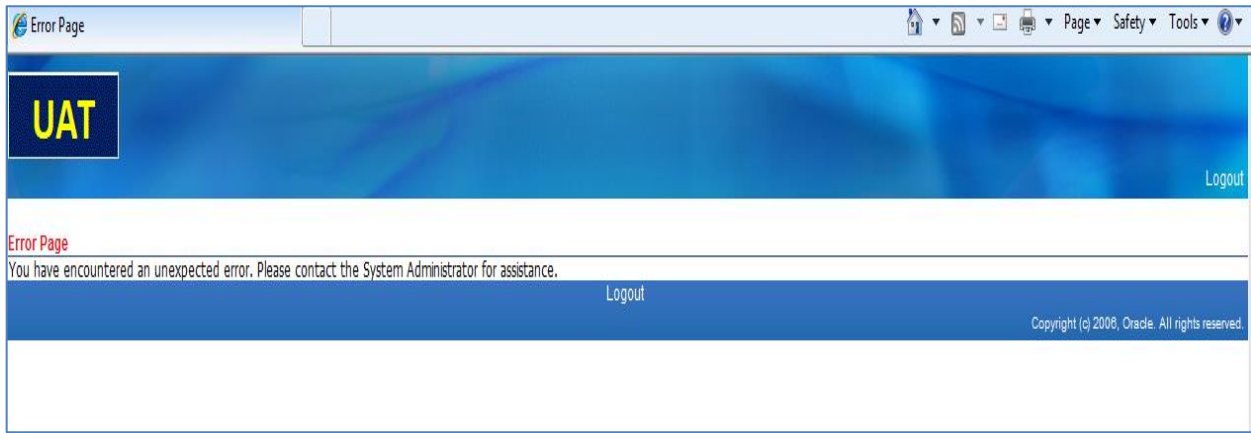 Error Page
Page Safety Tools
UAT
Logout
Error Page
You have encountered an unexpected error. Please contact the System Administrator for assistance.
Logout
Copyright (c) 2006, Oracle. All rights reserved.